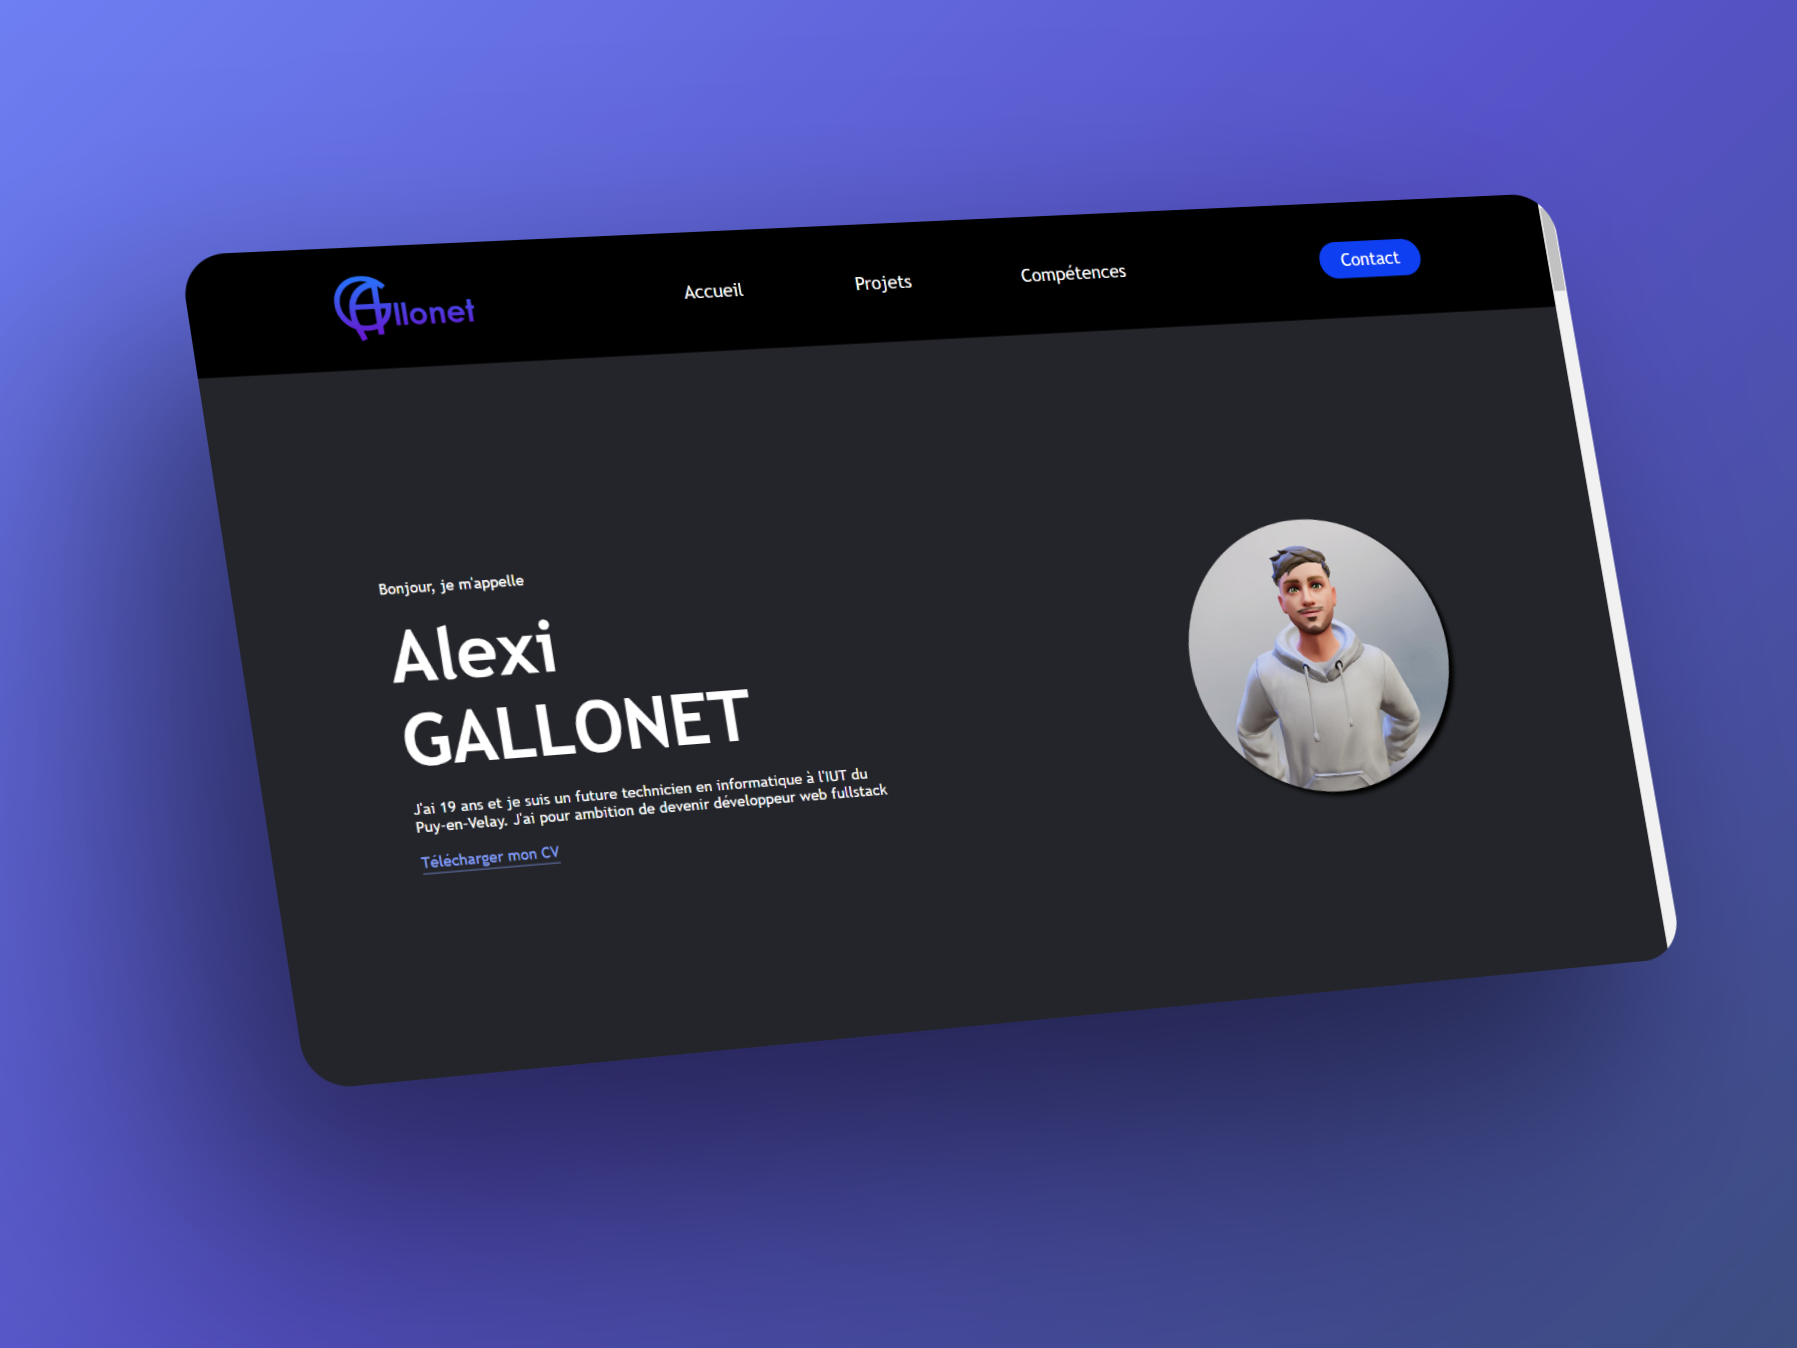 Gallonet
Accueil
Projets
Compétences
Contact
Bonjour, je m'appelle
Alexi
GALLONET
J'ai 19 ans et je suis un future technicien en informatique à l'IUT du
Puy-en-Velay. J'ai pour ambition de devenir développeur web fullstack
Télécharger mon CV